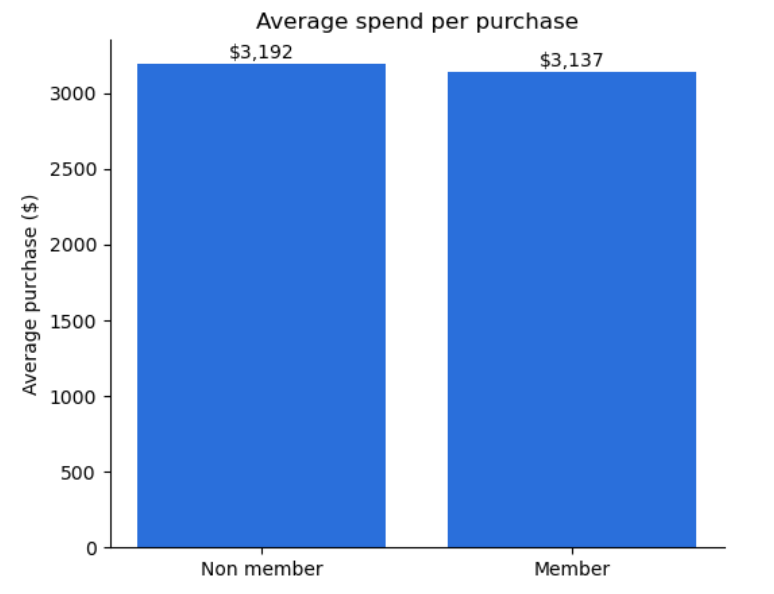 Average spend per purchase
$3,192
$3,137
Average purchase ($)
3000
2500
2000
1500
1000
500
0
Non member
Member